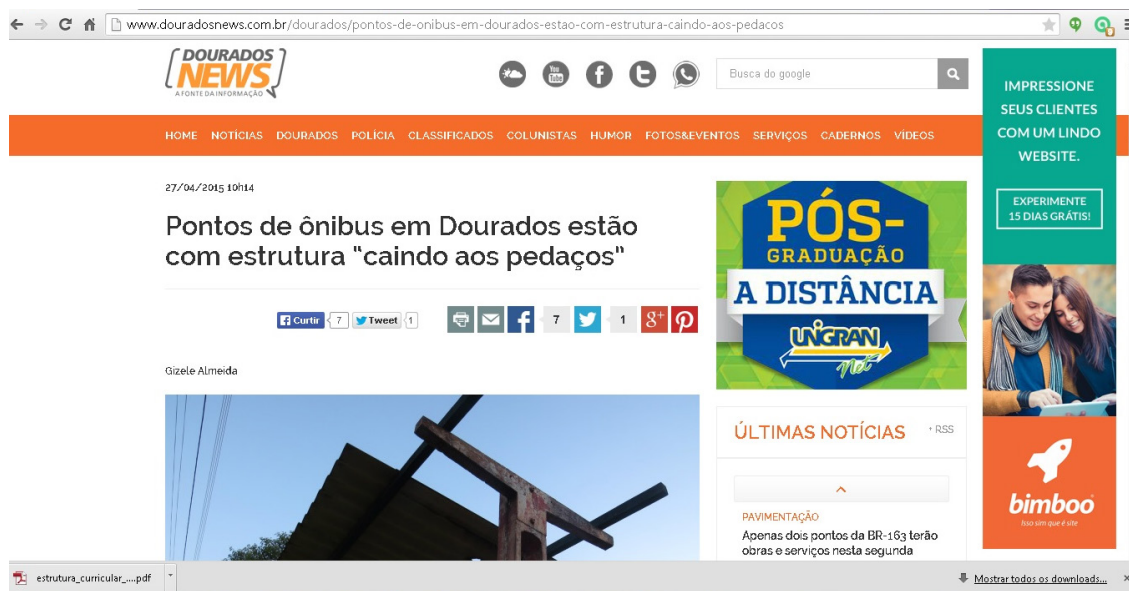 www.douradosnews.com.br/dourados/pontos-de-onibus-em-dourados-estao-com-estrutura-caindo-aos-pedacos
DOURADOS
NEWS
A FONTE DA INFORMAÇÃO
You
Tube
Busca do google
HOME NOTÍCIAS DOURADOS POLÍCIA CLASSIFICADOS COLUNISTAS HUMOR FOTOS&EVENTOS SERVIÇOS CADERNOS VÍDEOS
27/04/2015 10h14
Pontos de ônibus em Dourados estão
com estrutura "caindo aos pedaços"
Curtir 7 Tweet 1 7 1
Gizele Almeida
PÓS-
GRADUAÇÃO
A DISTÂNCIA
UNIGRAN
Net
ÚLTIMAS NOTÍCIAS RSS
PAVIMENTAÇÃO
Apenas dois pontos da BR-163 terão
obras e serviços nesta segunda
IMPRESSIONE
SEUS CLIENTES
COM UM LINDO
WEBSITE.
EXPERIMENTE
15 DIAS GRÁTIS!
bimboo
Isso sim que é site
estrutura_curricular_....pdf
Mostrar todos os downloads...